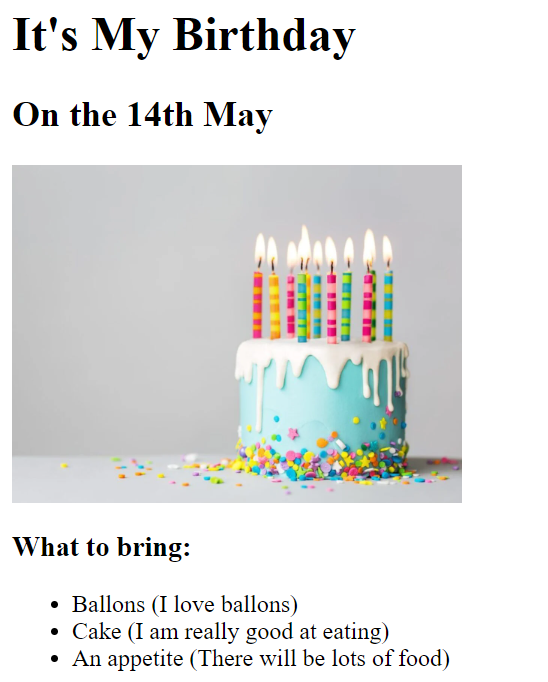 It's My Birthday
On the 14th May
What to bring:
Ballons (I love ballons)
Cake (I am really good at eating)
An appetite (There will be lots of food)